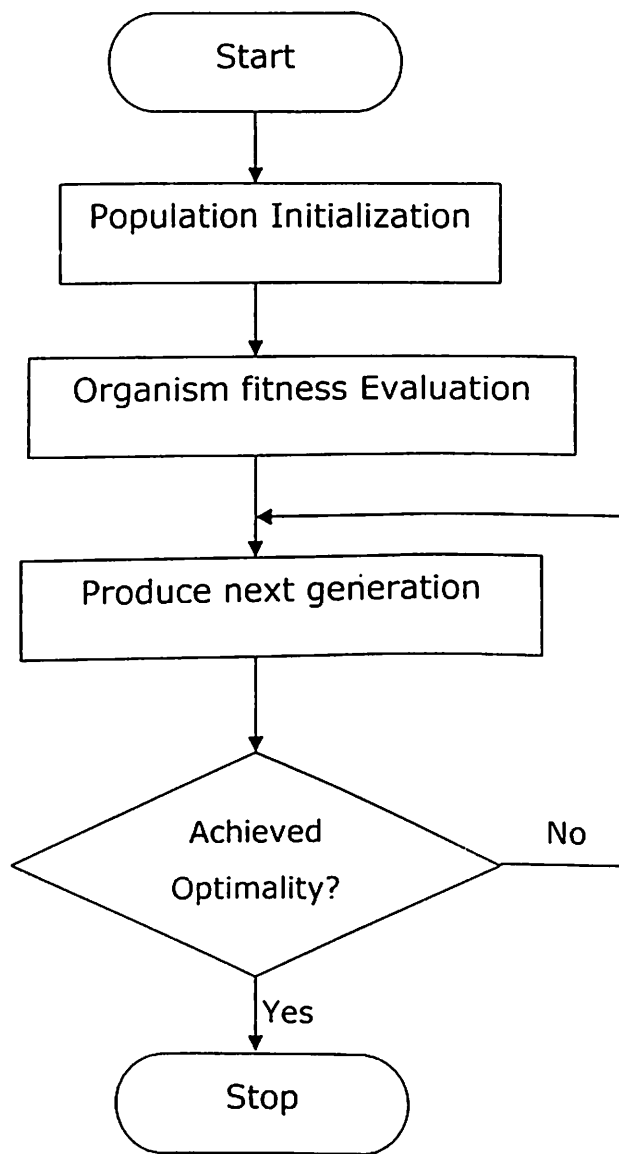 Start
Population Initialization
Organism fitness Evaluation
Produce next generation
Achieved
Optimality?
No
Yes
Stop